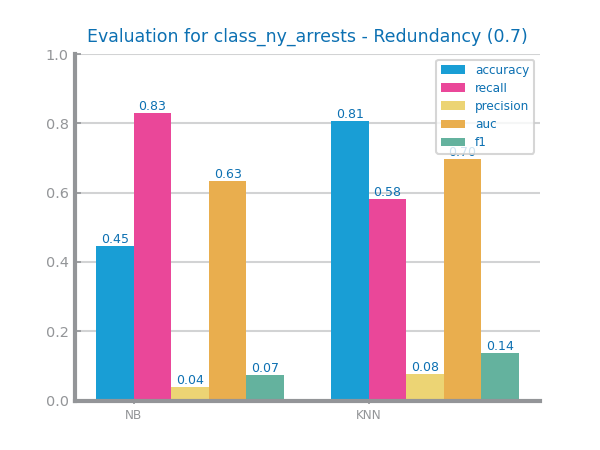 Evaluation for class_ny_arrests - Redundancy (0.7)
1.0
0.8
0.6
0.4
0.2
0.0
accuracy
recall
precision
auc
f1
0.45
0.83
0.04
0.63
0.07
0.81
0.58
0.08
0.70
0.14
NB
KNN